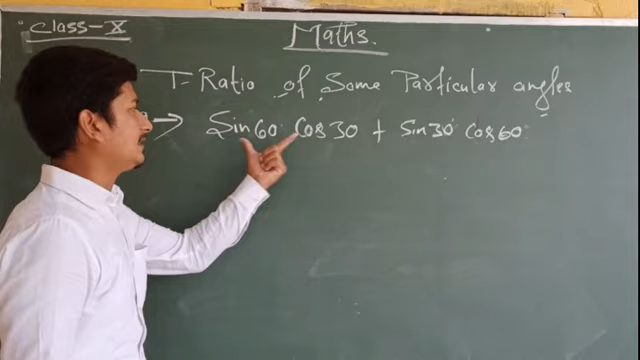 Class-X
Maths.
T-Ratio of Some Particular angles
Sin60° Cos30 + Sin30° Cos60°